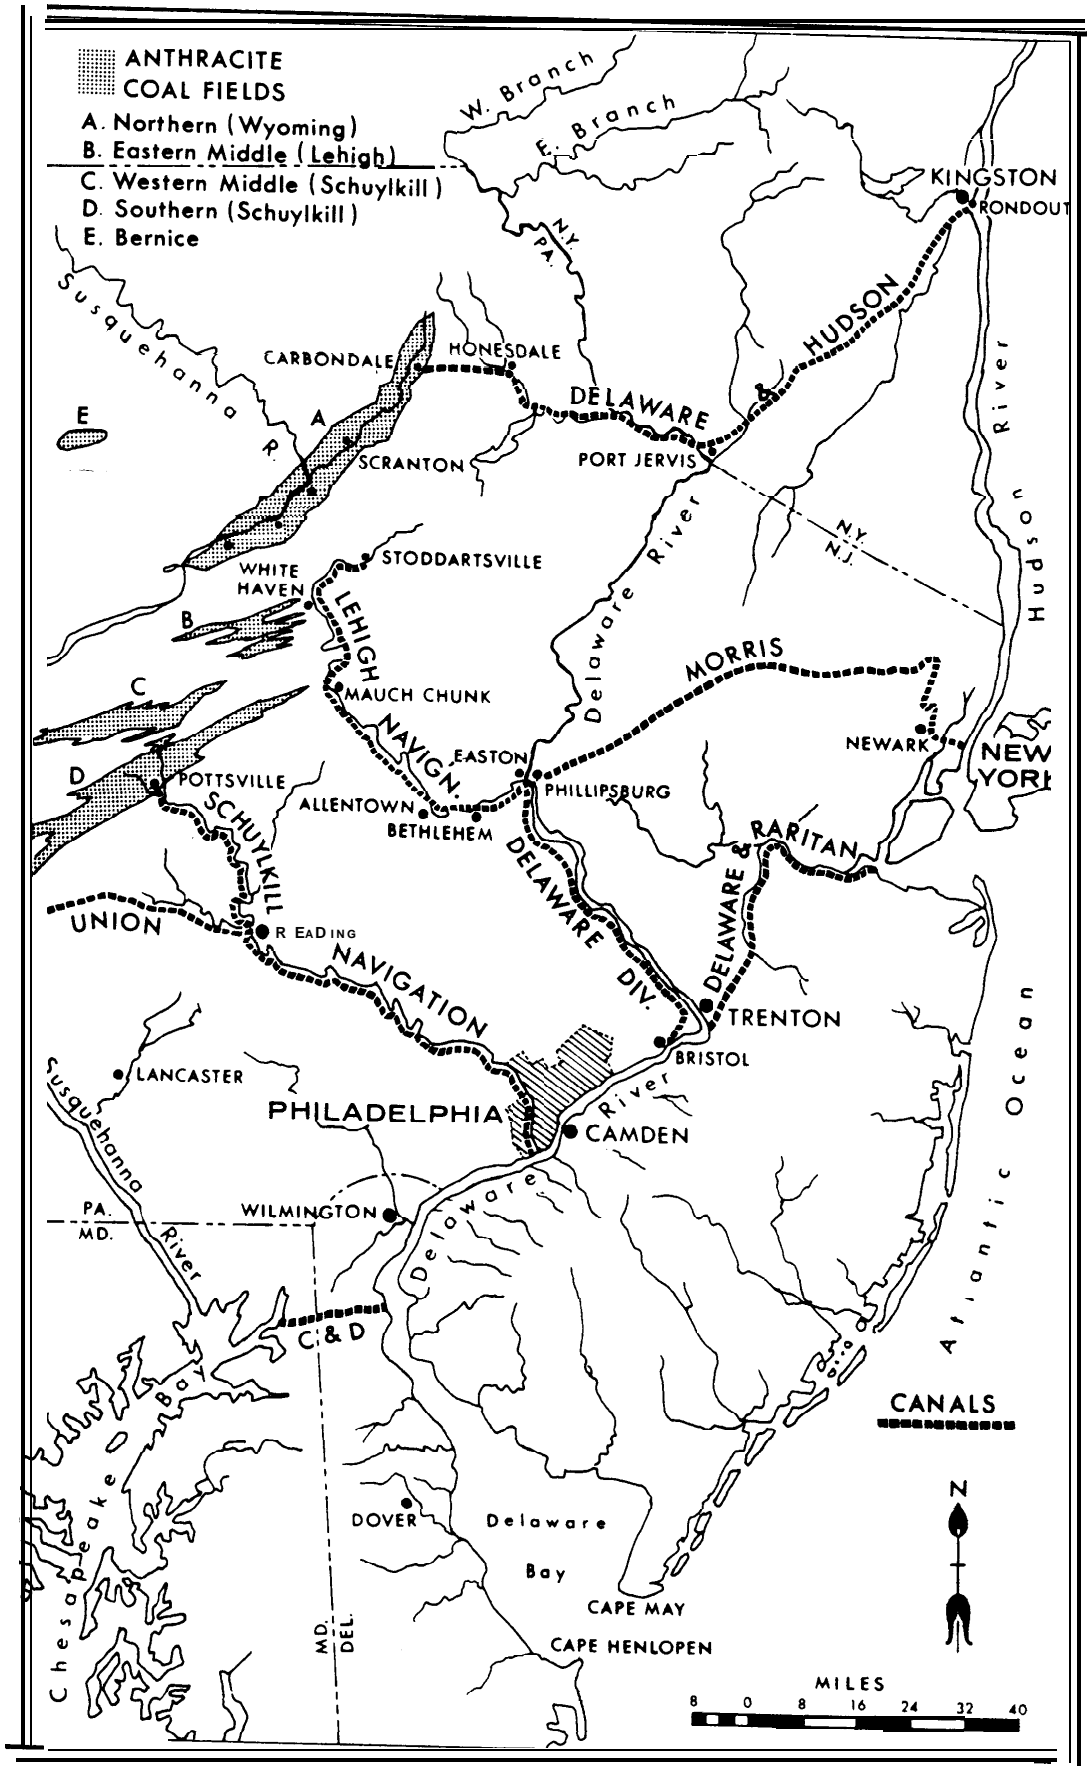 ANTHRACITE
COAL FIELDS
A. Northern (Wyoming)
B. Eastern Middle (Lehigh)
C. Western Middle (Schuylkill)
D. Southern (Schuylkill)
E. Bernice
W. Branch
E. Branch
KINGSTON
RONDOUT
N.Y.
PA.
Susquehanna R.
HUDSON
&
DELAWARE
CARBONDALE
HONESDALE
Hudson River
E
A
SCRANTON
PORT JERVIS
N.Y.
N.J.
Delaware River
STODDARTSVILLE
WHITE
HAVEN
B
LEHIGH
NAVIGN.
MORRIS
C
MAUCH CHUNK
NEWARK
NEW
YORK
EASTON
D
POTTSVILLE
PHILLIPSBURG
ALLENTOWN
BETHLEHEM
SCHUYLKILL
NAVIGATION
DELAWARE
DIV.
DELAWARE & RARITAN
UNION
READING
TRENTON
BRISTOL
Atlantic Ocean
Susquehanna River
LANCASTER
PHILADELPHIA
Delaware River
CAMDEN
PA.
MD.
WILMINGTON
C & D
Chesapeake Bay
CANALS
N
DOVER
Delaware
Bay
MD.
DEL.
CAPE MAY
CAPE HENLOPEN
MILES
8 0 8 16 24 32 40